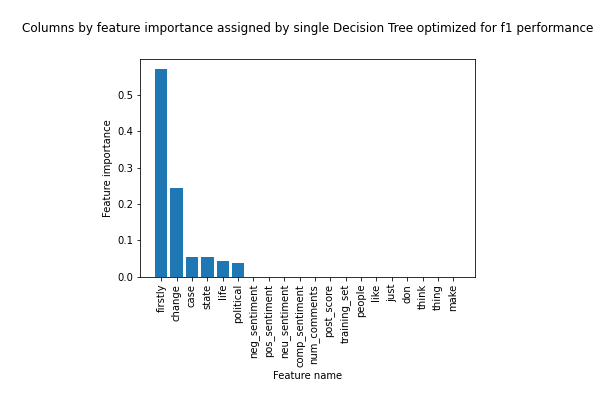 Columns by feature importance assigned by single Decision Tree optimized for f1 performance
Feature importance
0.5
0.4
0.3
0.2
0.1
0.0
firstly
change
case
state
life
political
neg_sentiment
pos_sentiment
neu_sentiment
comp_sentiment
num_comments
post_score
training_set
people
like
just
don
think
thing
make
Feature name